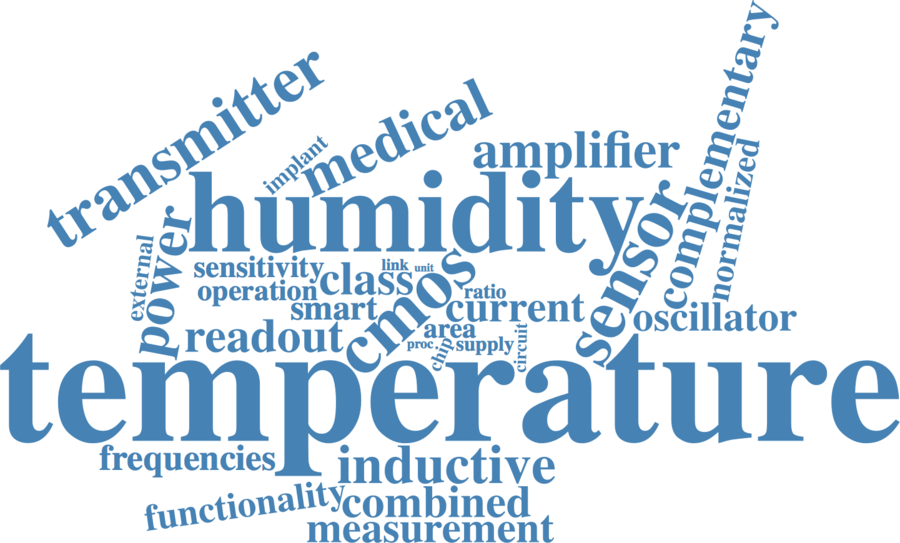 transmitter
implant
medical
amplifier
complementary
normalized
humidity
sensor
external
power
sensitivity
class
link
unit
cmos
operation
smart
ratio
current
oscillator
readout
area
circuit
proc.
chip
supply
temperature
frequencies
inductive
functionality
combined
measurement